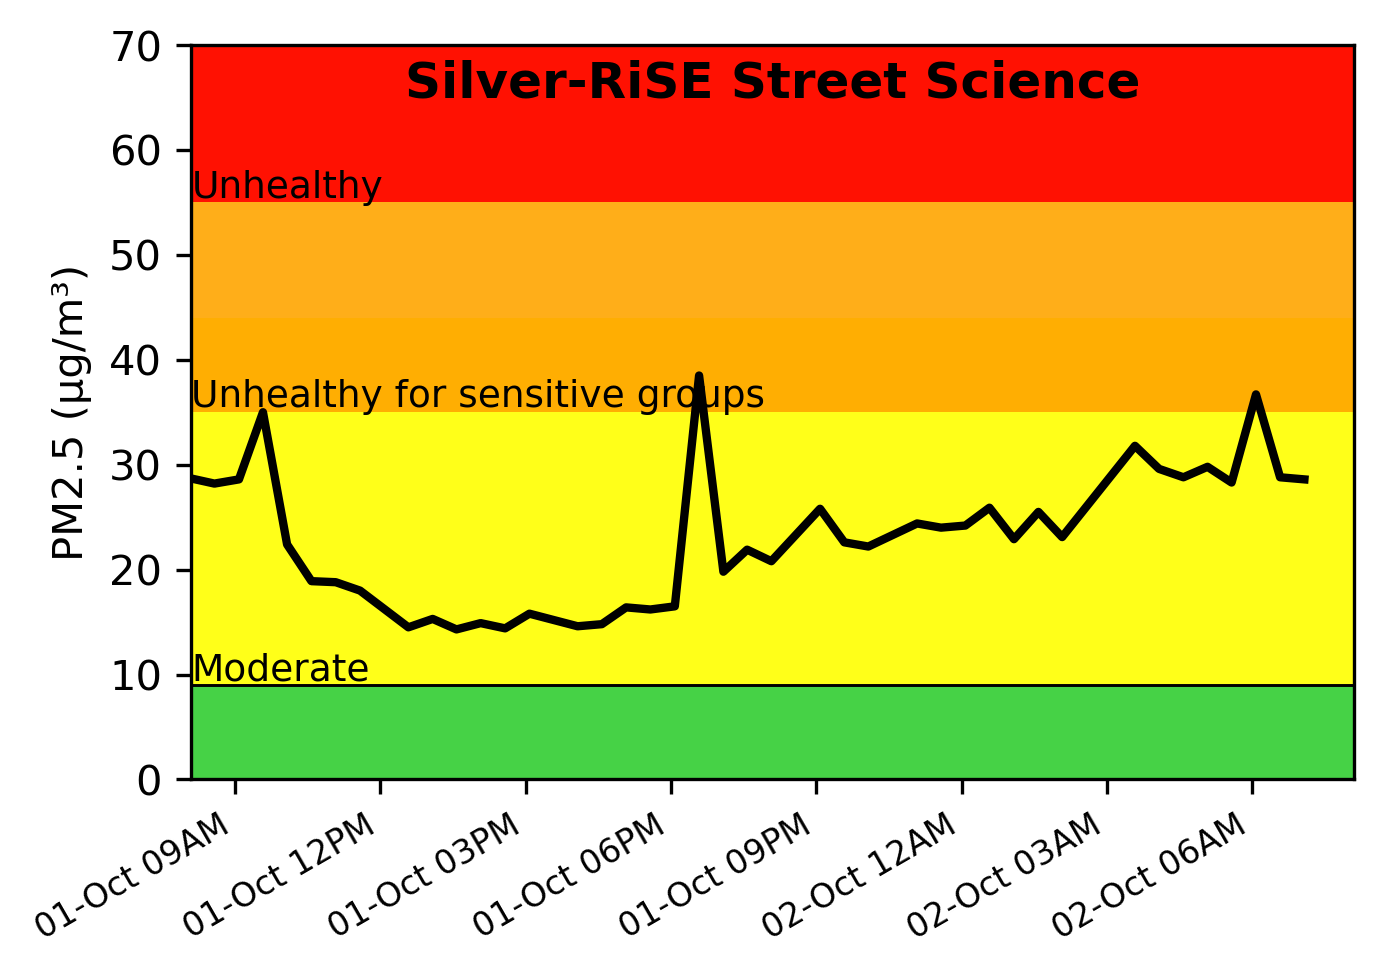 Silver-RiSE Street Science
PM2.5 (µg/m³)
70
60
50
40
30
20
10
0
Unhealthy
Unhealthy for sensitive groups
Moderate
01-Oct 09AM
01-Oct 12PM
01-Oct 03PM
01-Oct 06PM
01-Oct 09PM
02-Oct 12AM
02-Oct 03AM
02-Oct 06AM